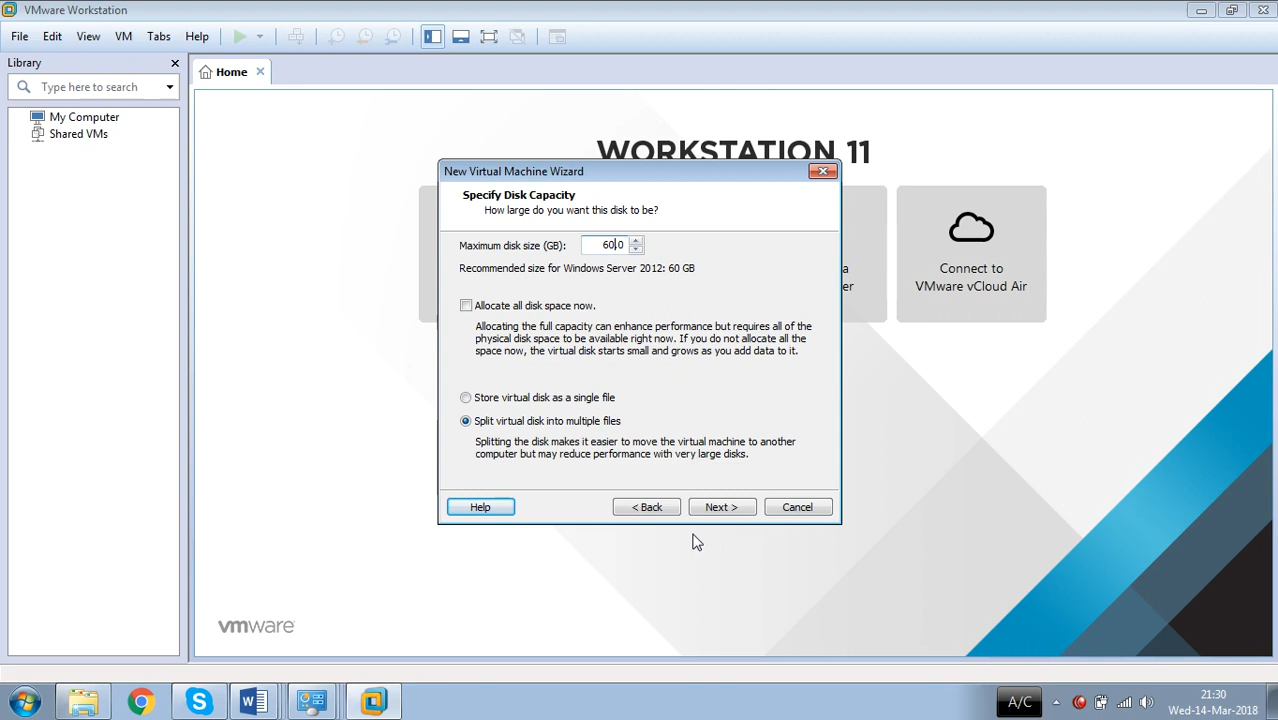 VMware Workstation
File Edit View VM Tabs Help
Library
Type here to search
My Computer
Shared VMs
Home
WORKSTATION 11
New Virtual Machine Wizard
Specify Disk Capacity
How large do you want this disk to be?
Maximum disk size (GB): 60.0
Recommended size for Windows Server 2012: 60 GB
Allocate all disk space now.
Allocating the full capacity can enhance performance but requires all of the
physical disk space to be available right now. If you do not allocate all the
space now, the virtual disk starts small and grows as you add data to it.
Store virtual disk as a single file
Split virtual disk into multiple files
Splitting the disk makes it easier to move the virtual machine to another
computer but may reduce performance with very large disks.
Help < Back Next > Cancel
a
er
Connect to
VMware vCloud Air
vmware
A/C
21:30
Wed-14-Mar-2018